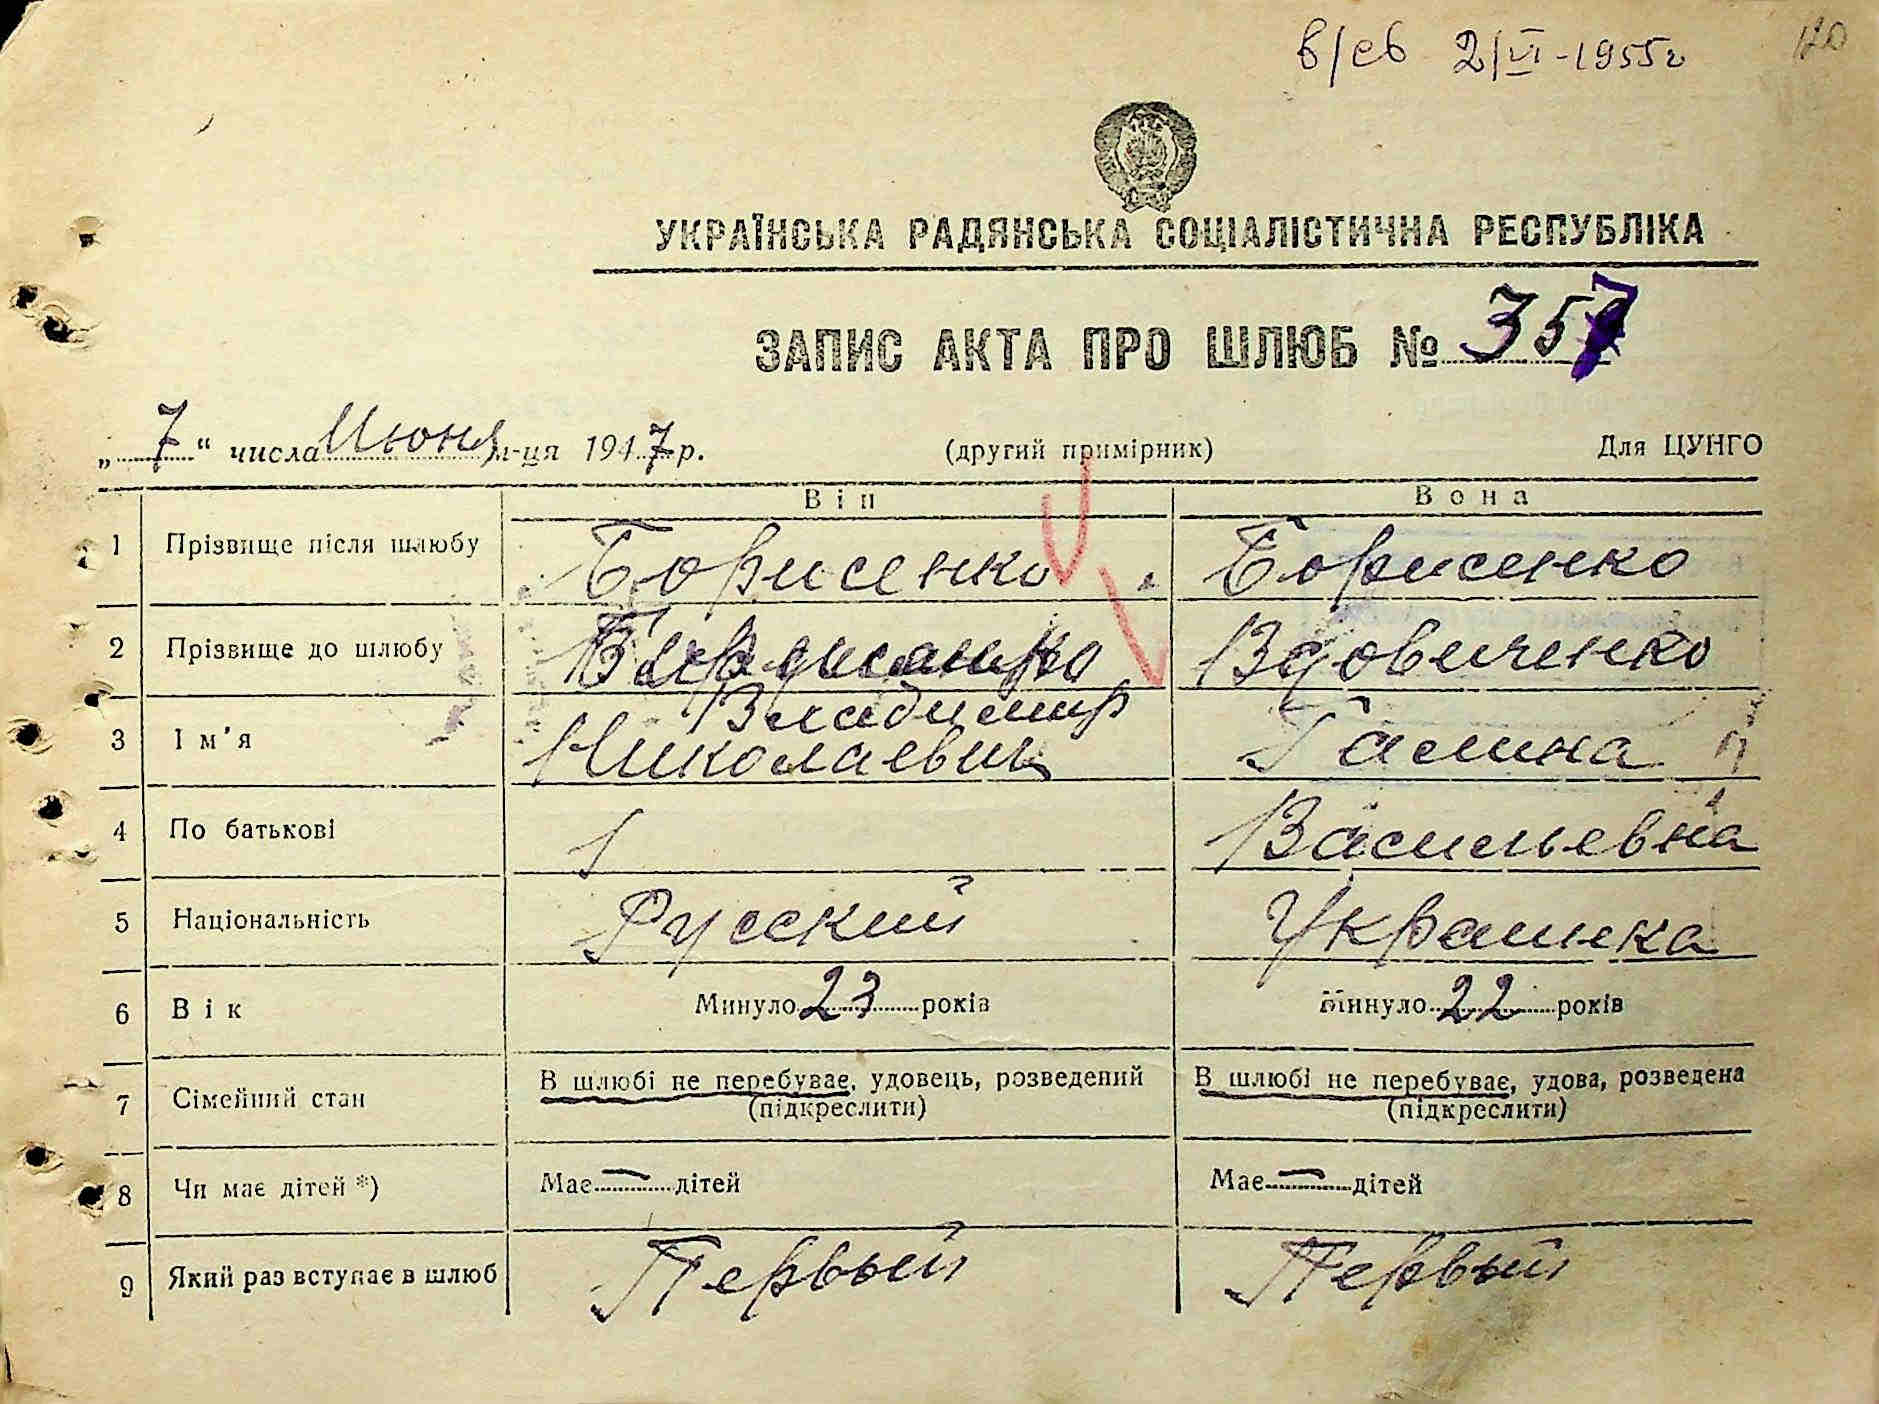 в/св 2/VI-1955г
120
УКРАЇНСЬКА РАДЯНСЬКА СОЦІАЛІСТИЧНА РЕСПУБЛІКА
ЗАПИС АКТА ПРО ШЛЮБ № 357
„ 7 “ числа Июня м-ця 1947 р. (другий примірник) Для ЦУНГО
Він Вона
1 Прізвище після шлюбу Борисенко Борисенко
2 Прізвище до шлюбу Борисенко Вдовиченко
Владимир
3 Ім'я Николаевич Галина
4 По батькові Васильевна
5 Національність Русский Украинка
6 Вік Минуло 23 років Минуло 22 років
7 Сімейний стан В шлюбі не перебуває, удовець, розведений В шлюбі не перебуває, удова, розведена
(підкреслити) (підкреслити)
8 Чи має дітей *) Має — дітей Має — дітей
9 Який раз вступає в шлюб Первый Первый